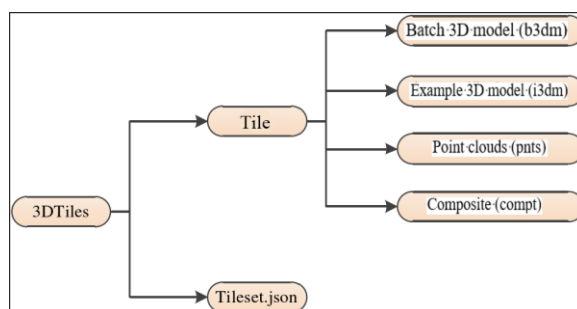 Batch 3D model (b3dm)
Example 3D model (i3dm)
Tile
Point clouds (pnts)
Composite (compt)
3DTiles
Tileset.json